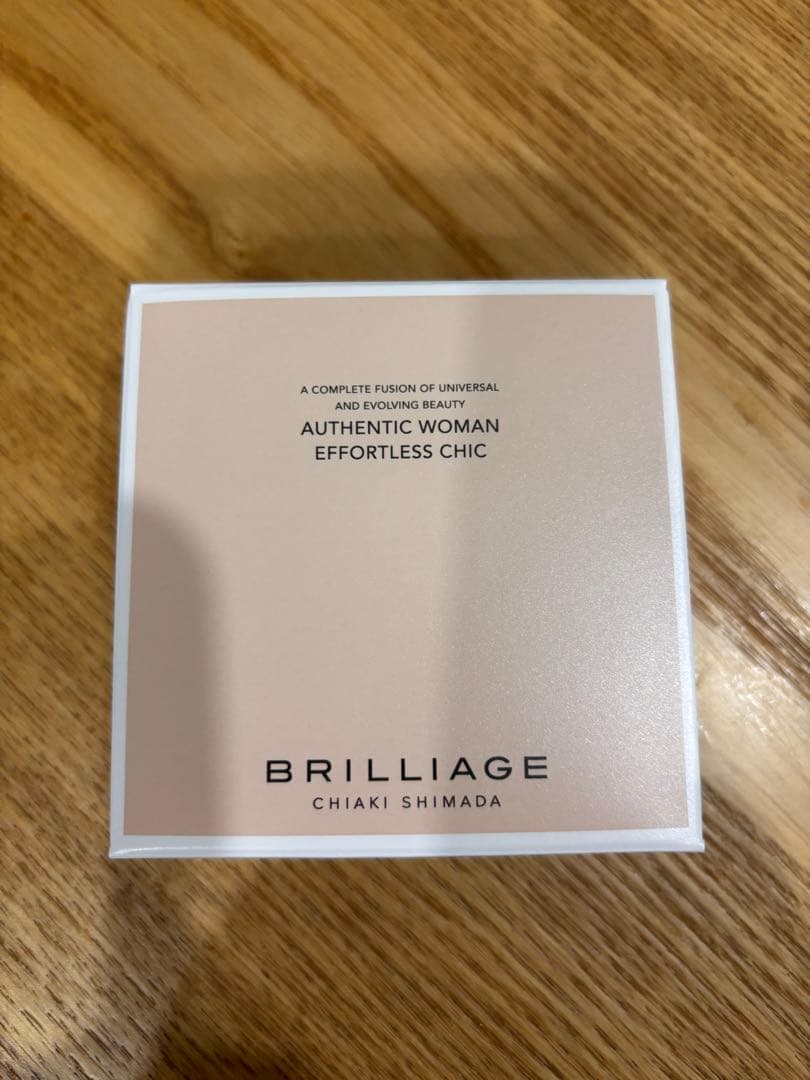 A COMPLETE FUSION OF UNIVERSAL
AND EVOLVING BEAUTY
AUTHENTIC WOMAN
EFFORTLESS CHIC
BRILLIAGE
CHIAKI SHIMADA